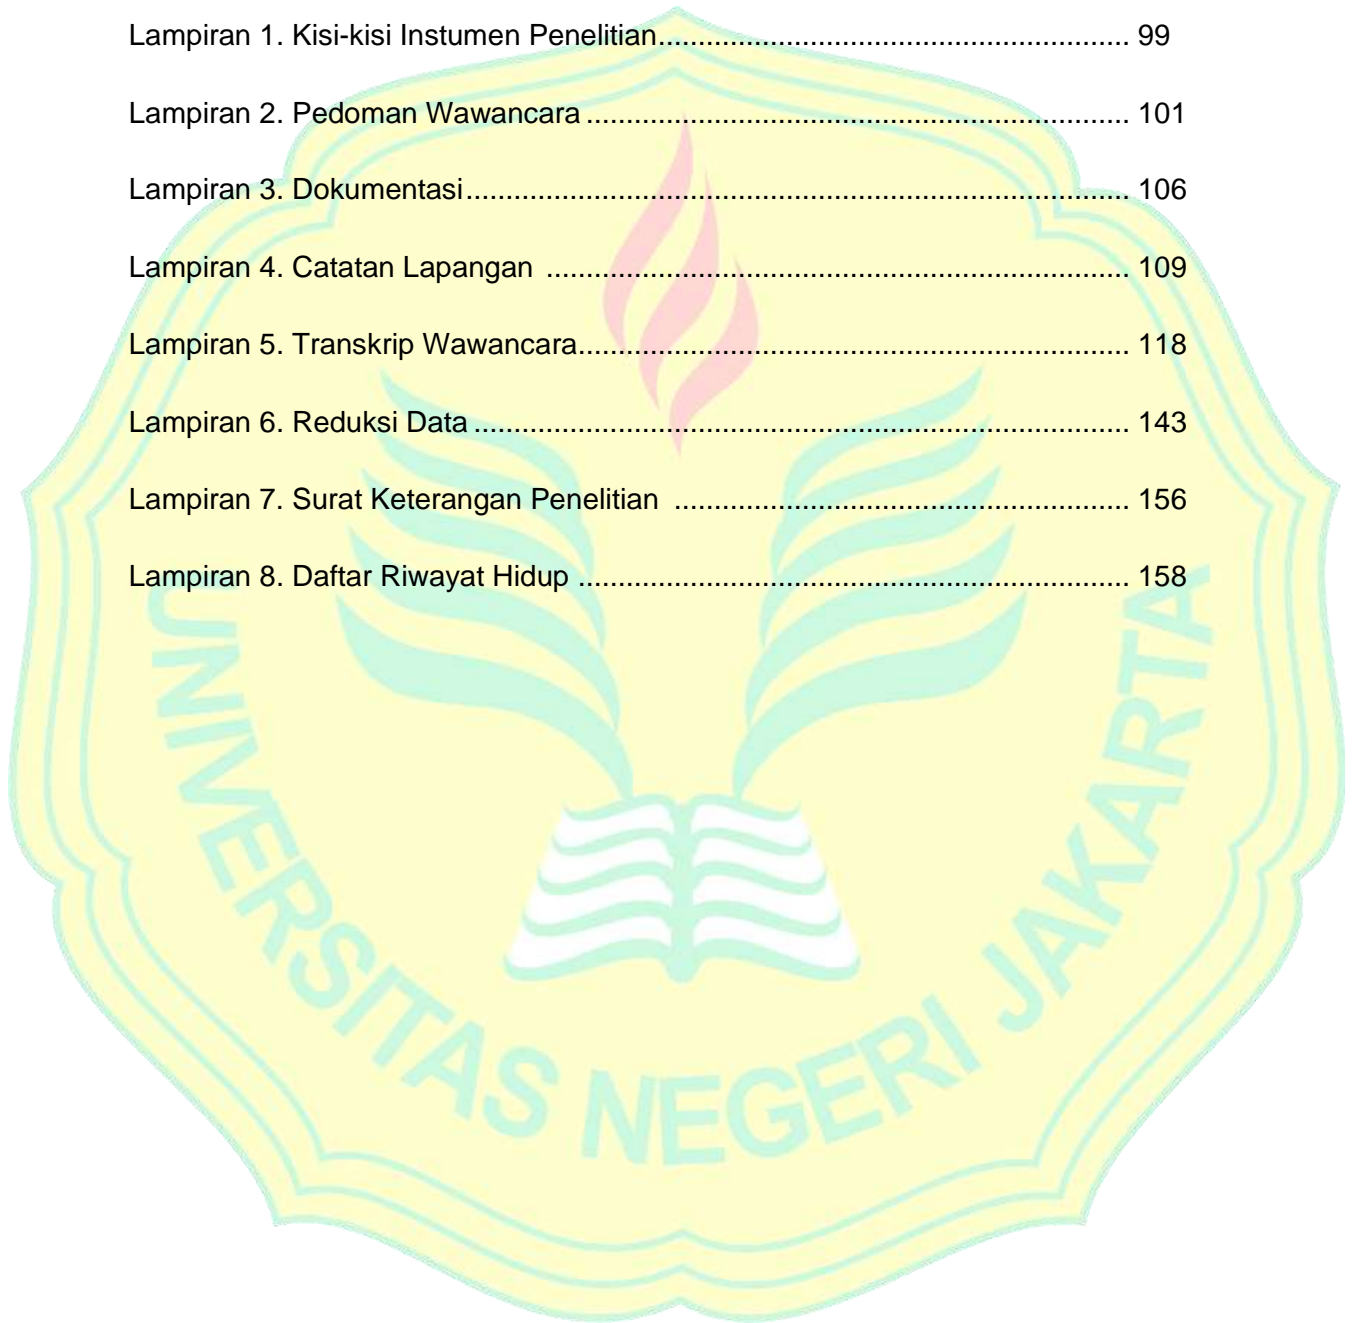 Lampiran 1. Kisi-kisi Instumen Penelitian............................................................ 99
Lampiran 2. Pedoman Wawancara ..................................................................... 101
Lampiran 3. Dokumentasi.................................................................................... 106
Lampiran 4. Catatan Lapangan .......................................................................... 109
Lampiran 5. Transkrip Wawancara...................................................................... 118
Lampiran 6. Reduksi Data ................................................................................... 143
Lampiran 7. Surat Keterangan Penelitian .......................................................... 156
Lampiran 8. Daftar Riwayat Hidup ...................................................................... 158
UNIVERSITAS NEGERI JAKARTA